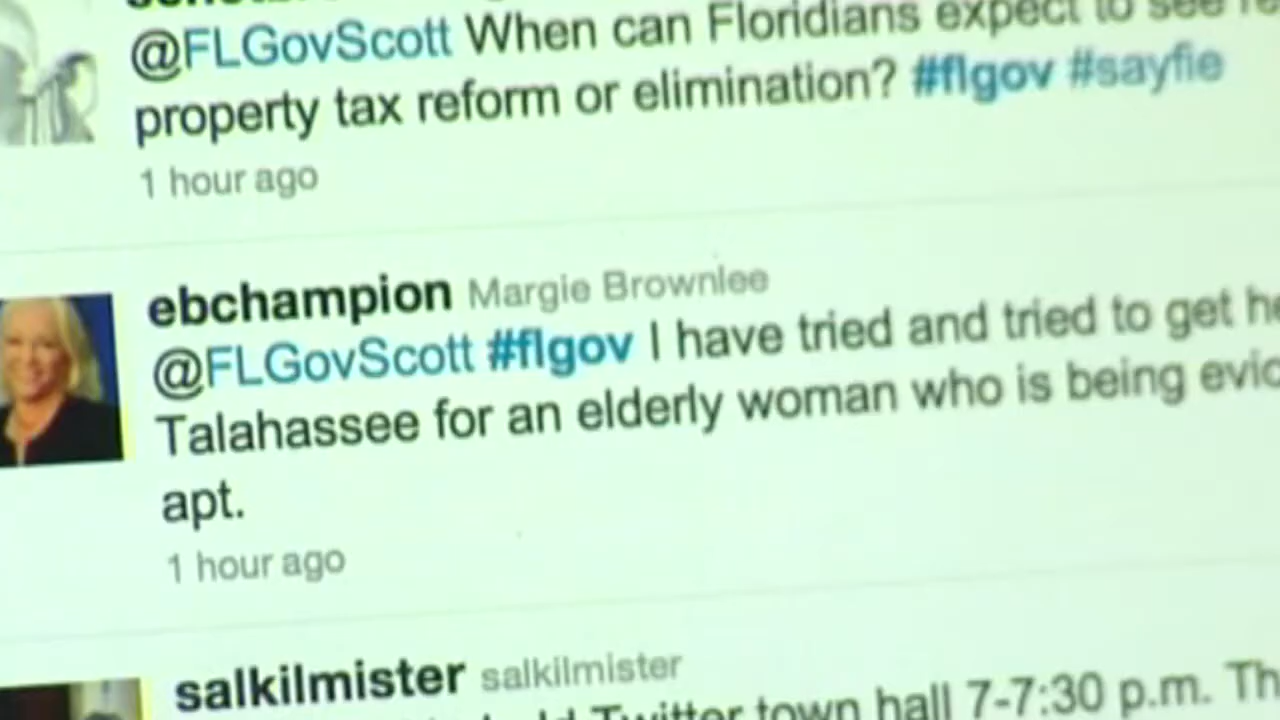 @FLGovScott When can Floridians expect to see
property tax reform or elimination? #flgov #sayfie
1 hour ago
ebchampion Margie Brownlee
@FLGovScott #flgov I have tried and tried to get
Talahassee for an elderly woman who is being
apt.
1 hour ago
salkilmister salkilmister
Twitter town hall 7-7:30 p.m.